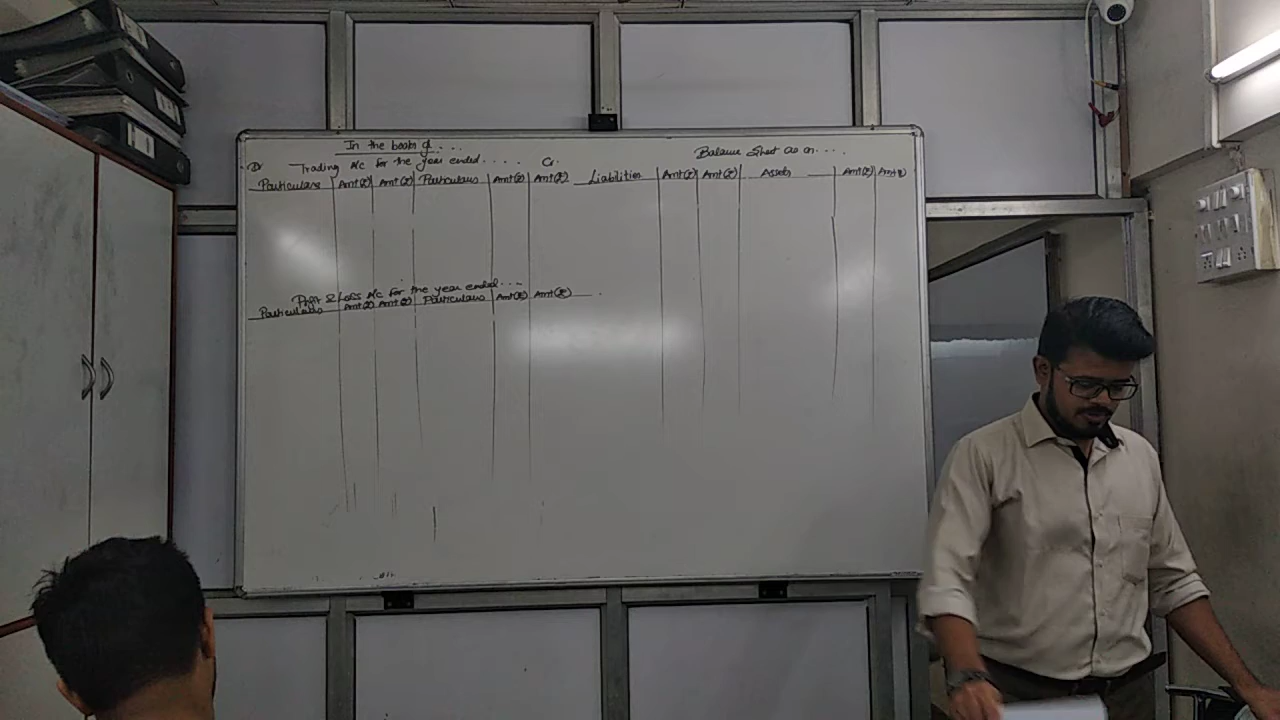 In the books of ....
Dr Trading A/c for the year ended .... Cr.
Particulars Amt(₹) Amt(₹) Particulars Amt(₹) Amt(₹)
Profit & Loss A/c for the year ended ....
Particulars Amt(₹) Amt(₹) Particulars Amt(₹) Amt(₹)
Balance Sheet as on ....
Liabilities Amt(₹) Amt(₹) Assets Amt(₹) Amt(₹)